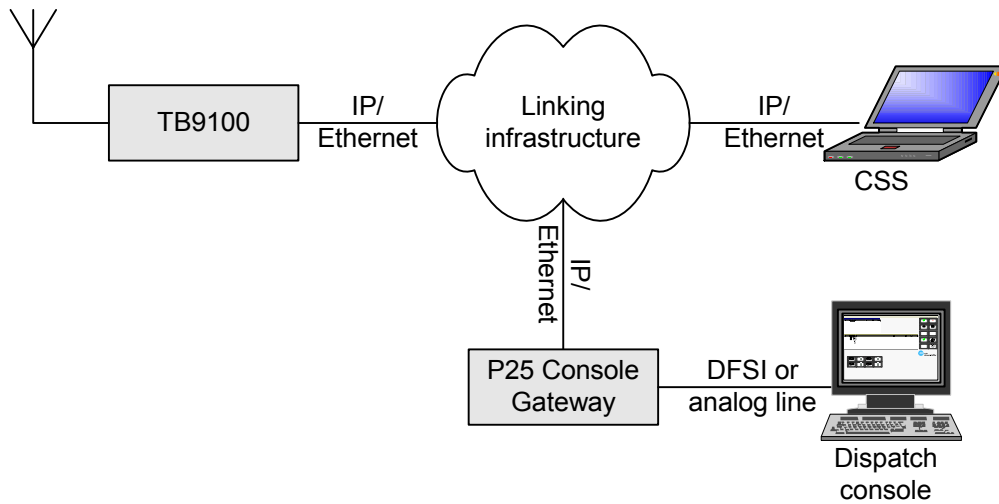 TB9100
IP/
Ethernet
Linking
infrastructure
IP/
Ethernet
CSS
IP/
Ethernet
P25 Console
Gateway
DFSI or
analog line
Dispatch
console